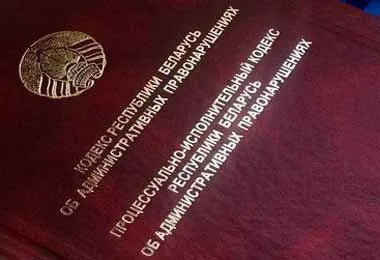 КОДЕКС РЕСПУБЛИКИ БЕЛАРУСЬ
ОБ АДМИНИСТРАТИВНЫХ ПРАВОНАРУШЕНИЯХ
ПРОЦЕССУАЛЬНО-ИСПОЛНИТЕЛЬНЫЙ КОДЕКС
РЕСПУБЛИКИ БЕЛАРУСЬ
ОБ АДМИНИСТРАТИВНЫХ ПРАВОНАРУШЕНИЯХ